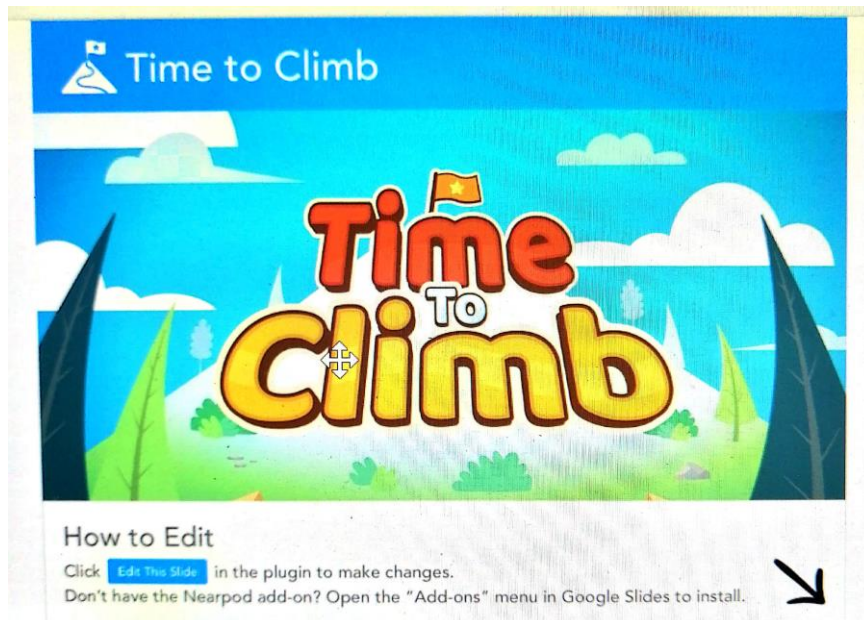 Time to Climb
Time
To
Climb
How to Edit
Click Edit This Slide in the plugin to make changes.
Don't have the Nearpod add-on? Open the "Add-ons" menu in Google Slides to install.